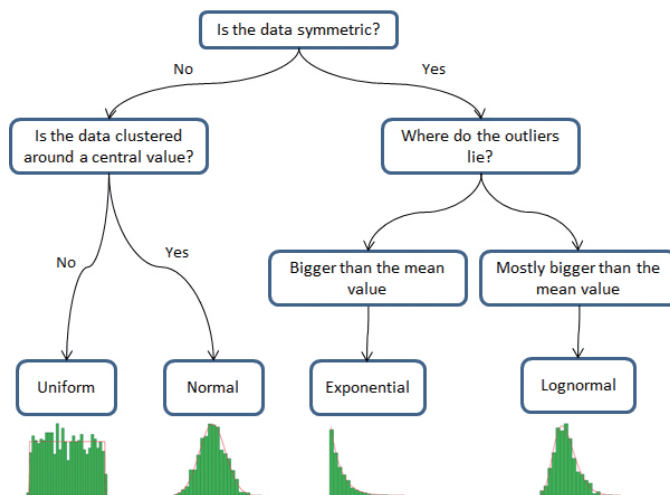 Is the data symmetric?
No
Yes
Is the data clustered
around a central value?
Where do the outliers
lie?
No
Yes
Bigger than the mean
value
Mostly bigger than the
the mean value
Uniform
Normal
Exponential
Lognormal